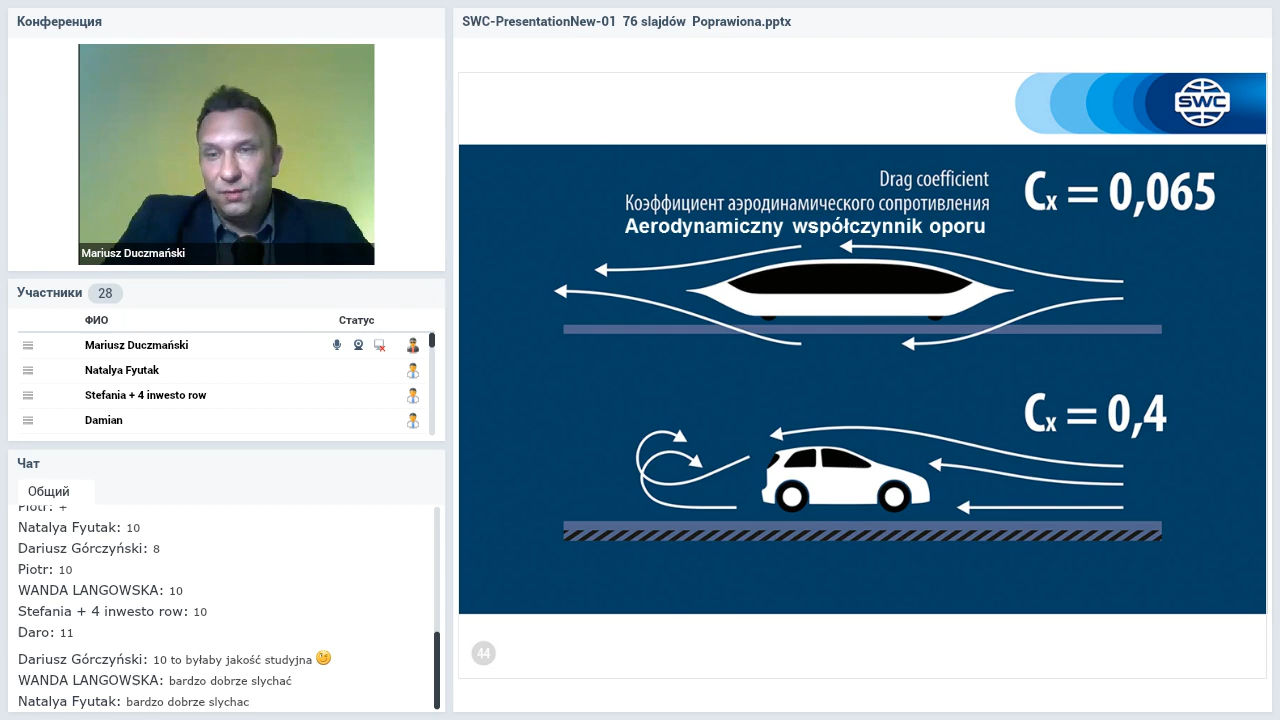 Конференция
Mariusz Duczmański
Участники 28
ФИО Статус
Mariusz Duczmański
Natalya Fyutak
Stefania + 4 inwesto row
Damian
Чат
Общий
Piotr: +
Natalya Fyutak: 10
Dariusz Górczyński: 8
Piotr: 10
WANDA LANGOWSKA: 10
Stefania + 4 inwesto row: 10
Daro: 11
Dariusz Górczyński: 10 to byłaby jakość studyjna
WANDA LANGOWSKA: bardzo dobrze slychać
Natalya Fyutak: bardzo dobrze slychac
SWC-PresentationNew-01 76 slajdów Poprawiona.pptx
SWC
Drag coefficient
Коэффициент аэродинамического сопротивления
Aerodynamiczny współczynnik oporu
Cx = 0,065
Cx = 0,4
44